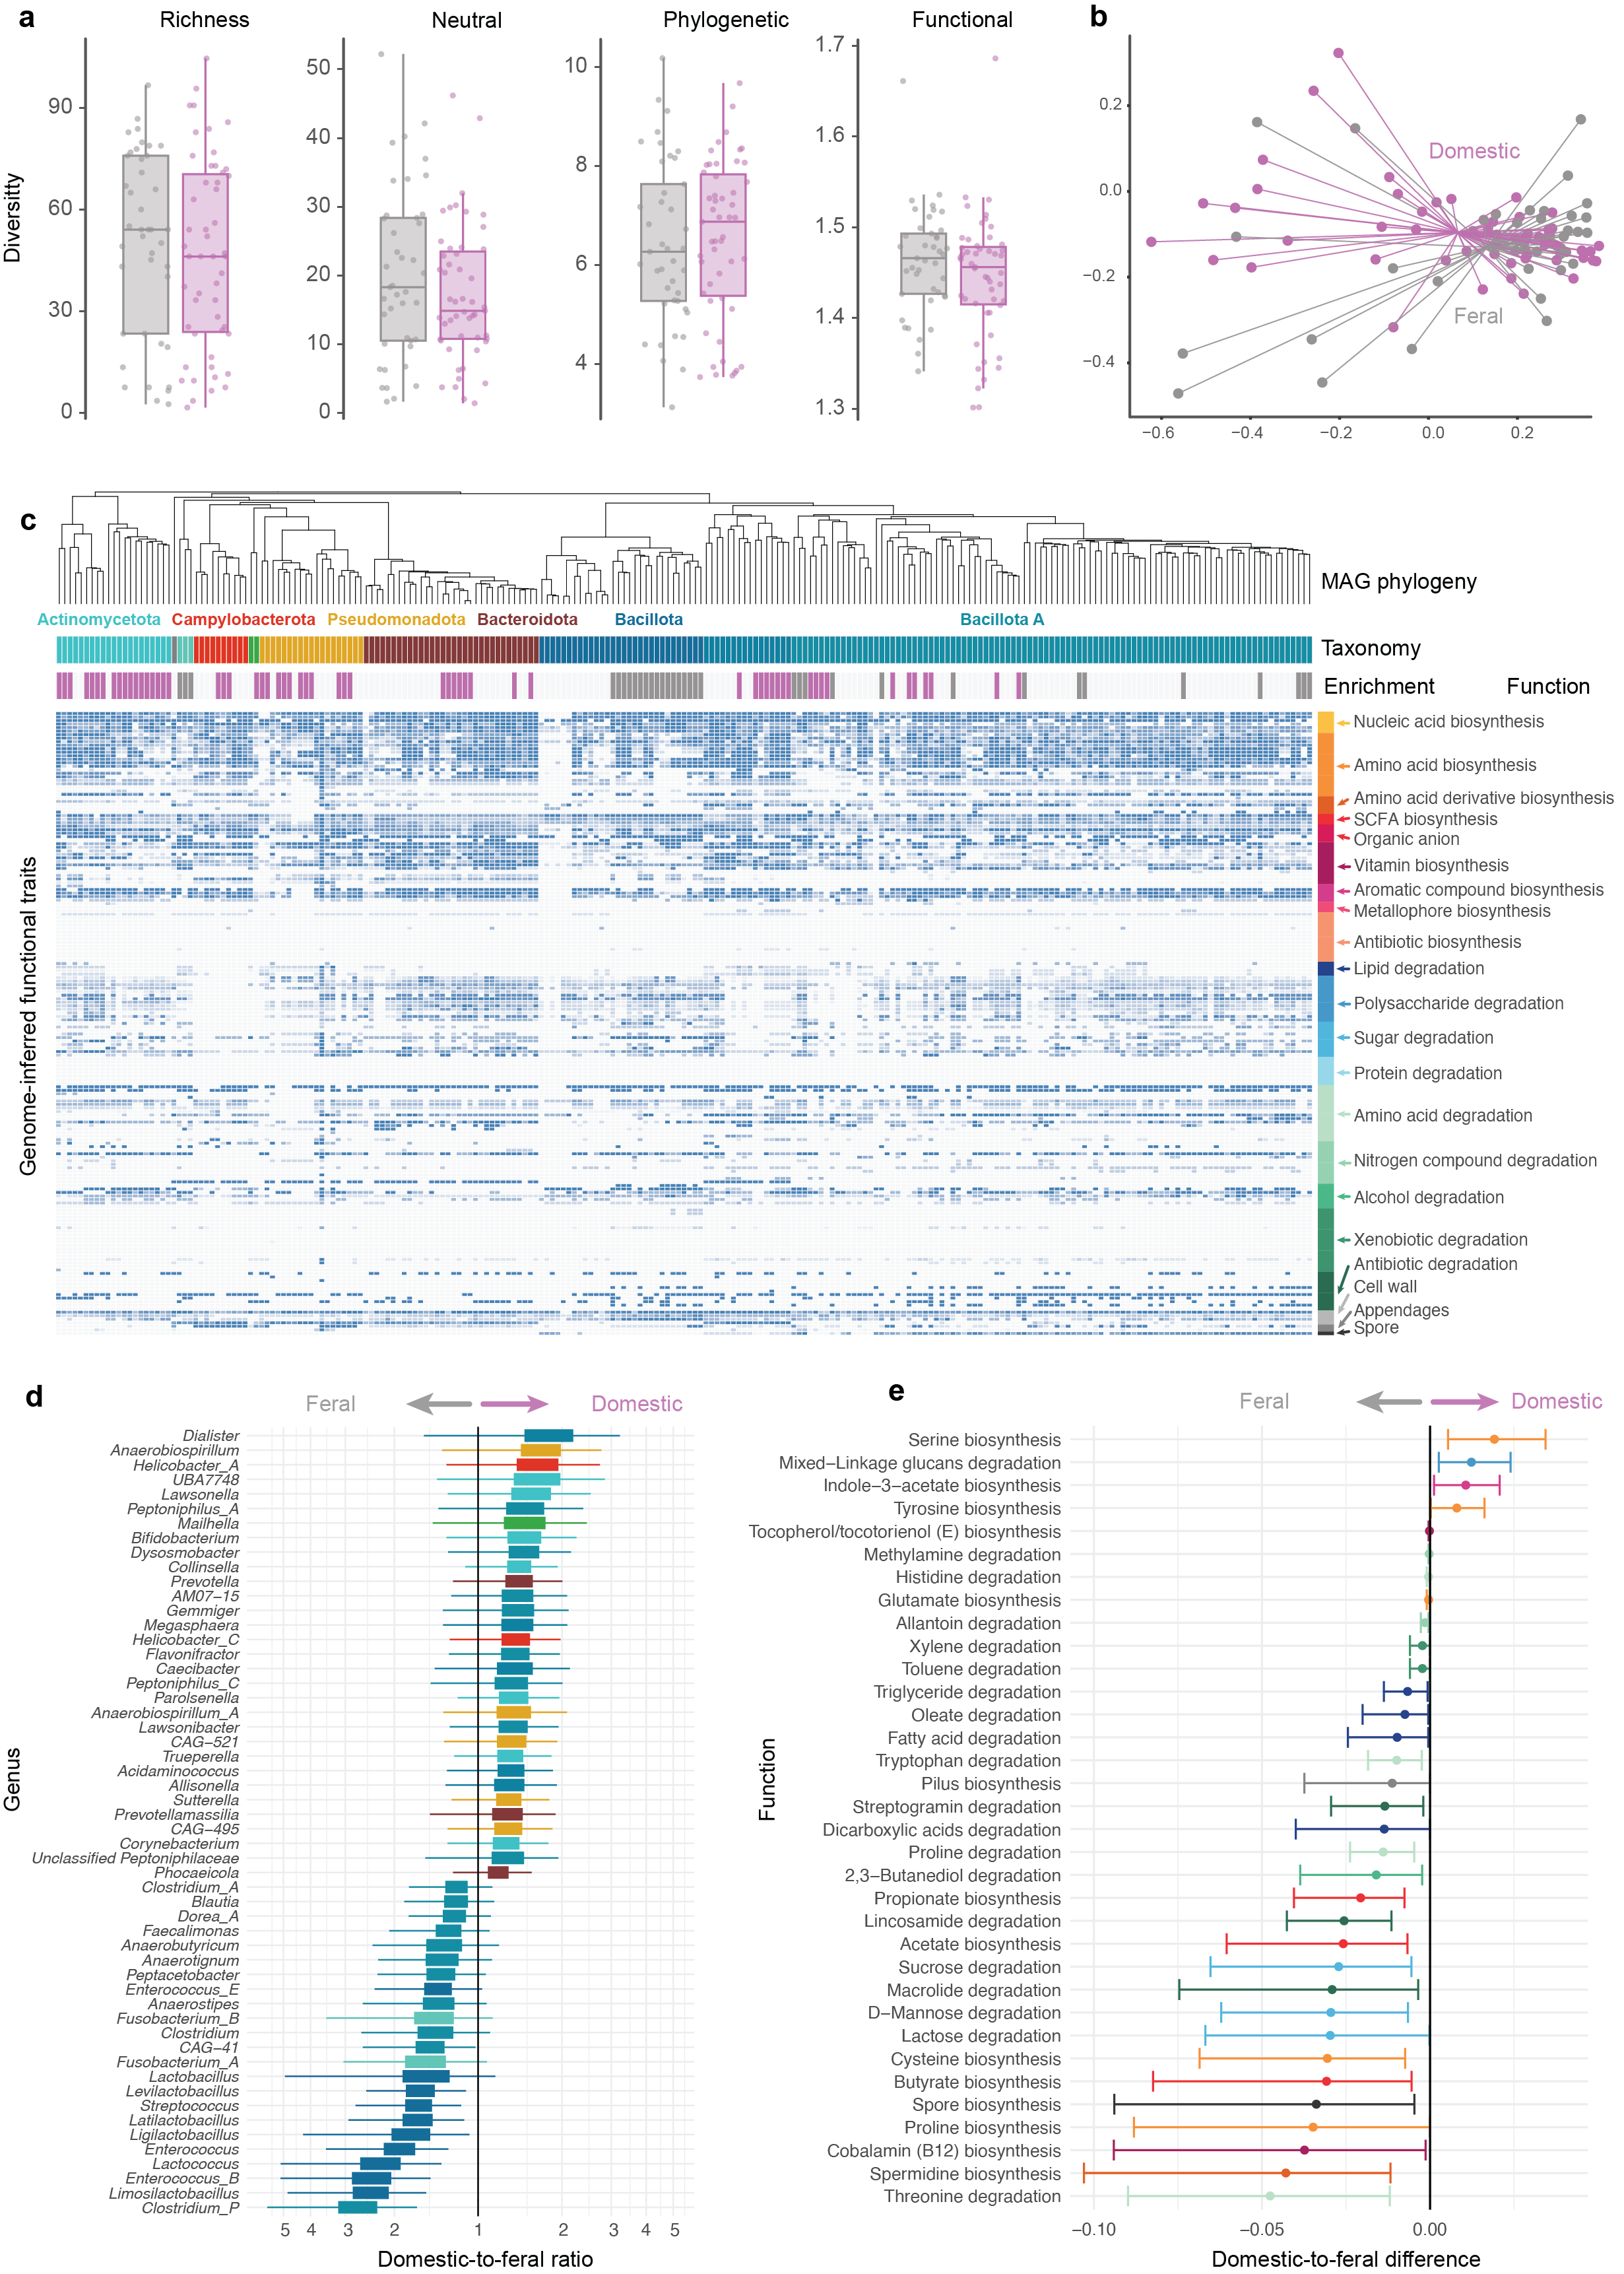 a
Richness
Neutral
Phylogenetic
Functional
b
Diversitty
90
60
30
0
50
40
30
20
10
0
10
8
6
4
1.7
1.6
1.5
1.4
1.3
0.2
0.0
−0.2
−0.4
Domestic
Feral
−0.6
−0.4
−0.2
0.0
0.2
c
MAG phylogeny
Actinomycetota
Campylobacterota
Pseudomonadota
Bacteroidota
Bacillota
Bacillota A
Taxonomy
Enrichment
Function
Genome-inferred functional traits
Nucleic acid biosynthesis
Amino acid biosynthesis
Amino acid derivative biosynthesis
SCFA biosynthesis
Organic anion
Vitamin biosynthesis
Aromatic compound biosynthesis
Metallophore biosynthesis
Antibiotic biosynthesis
Lipid degradation
Polysaccharide degradation
Sugar degradation
Protein degradation
Amino acid degradation
Nitrogen compound degradation
Alcohol degradation
Xenobiotic degradation
Antibiotic degradation
Cell wall
Appendages
Spore
d
Feral
Domestic
Genus
Dialister
Anaerobiospirillum
Helicobacter_A
UBA7748
Lawsonella
Peptoniphilus_A
Mailhella
Bifidobacterium
Dysosmobacter
Collinsella
Prevotella
AM07−15
Gemmiger
Megasphaera
Helicobacter_C
Flavonifractor
Caecibacter
Peptoniphilus_C
Parolsenella
Anaerobiospirillum_A
Lawsonibacter
CAG−521
Trueperella
Acidaminococcus
Allisonella
Sutterella
Prevotellamassilia
CAG−495
Corynebacterium
Unclassified Peptoniphilaceae
Phocaeicola
Clostridium_A
Blautia
Dorea_A
Faecalimonas
Anaerobutyricum
Anaerotignum
Peptacetobacter
Enterococcus_E
Anaerostipes
Fusobacterium_B
Clostridium
CAG−41
Fusobacterium_A
Lactobacillus
Levilactobacillus
Streptococcus
Latilactobacillus
Ligilactobacillus
Enterococcus
Lactococcus
Enterococcus_B
Limosilactobacillus
Clostridium_P
5
4
3
2
1
2
3
4
5
Domestic-to-feral ratio
e
Feral
Domestic
Function
Serine biosynthesis
Mixed−Linkage glucans degradation
Indole−3−acetate biosynthesis
Tyrosine biosynthesis
Tocopherol/tocotorienol (E) biosynthesis
Methylamine degradation
Histidine degradation
Glutamate biosynthesis
Allantoin degradation
Xylene degradation
Toluene degradation
Triglyceride degradation
Oleate degradation
Fatty acid degradation
Tryptophan degradation
Pilus biosynthesis
Streptogramin degradation
Dicarboxylic acids degradation
Proline degradation
2,3−Butanediol degradation
Propionate biosynthesis
Lincosamide degradation
Acetate biosynthesis
Sucrose degradation
Macrolide degradation
D−Mannose degradation
Lactose degradation
Cysteine biosynthesis
Butyrate biosynthesis
Spore biosynthesis
Proline biosynthesis
Cobalamin (B12) biosynthesis
Spermidine biosynthesis
Threonine degradation
−0.10
−0.05
0.00
Domestic-to-feral difference